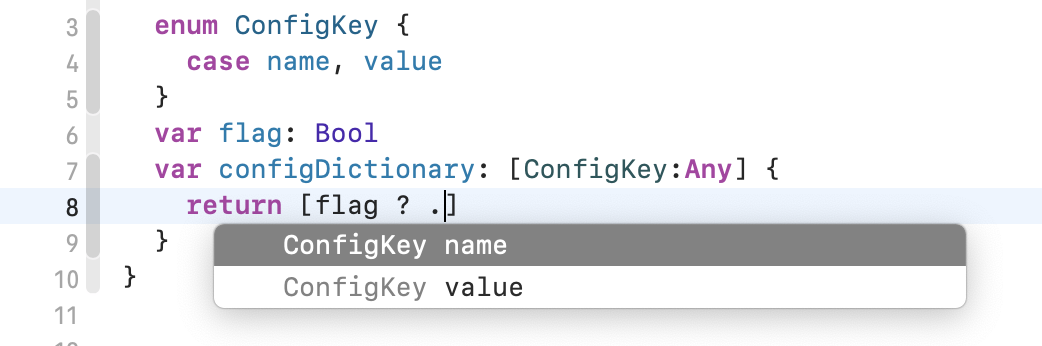 3 enum ConfigKey {
4 case name, value
5 }
6 var flag: Bool
7 var configDictionary: [ConfigKey:Any] {
8 return [flag ? .]
ConfigKey name
9 }
ConfigKey value
10 }
11